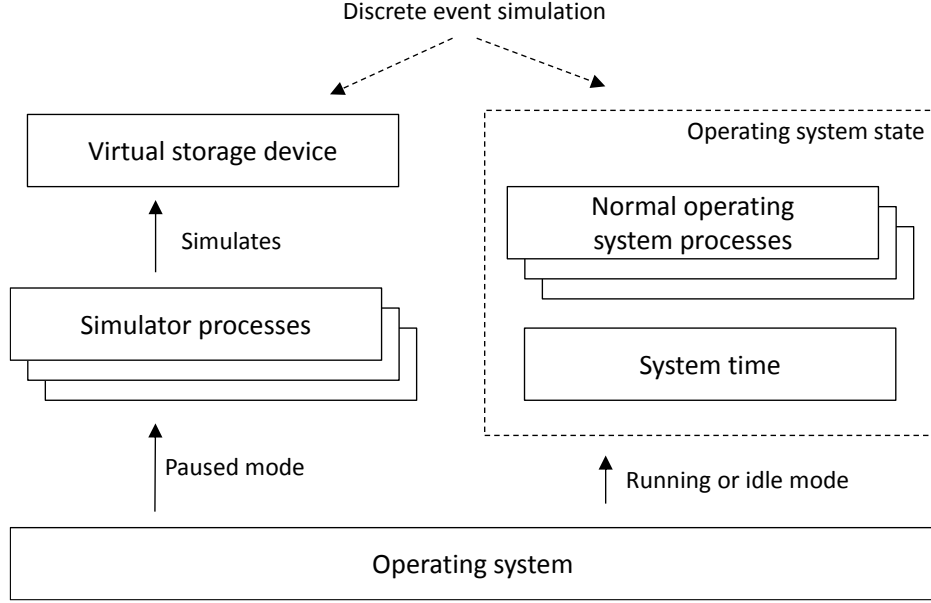 Discrete event simulation
Operating system state
Virtual storage device
Normal operating
system processes
Simulates
Simulator processes
System time
Paused mode
Running or idle mode
Operating system